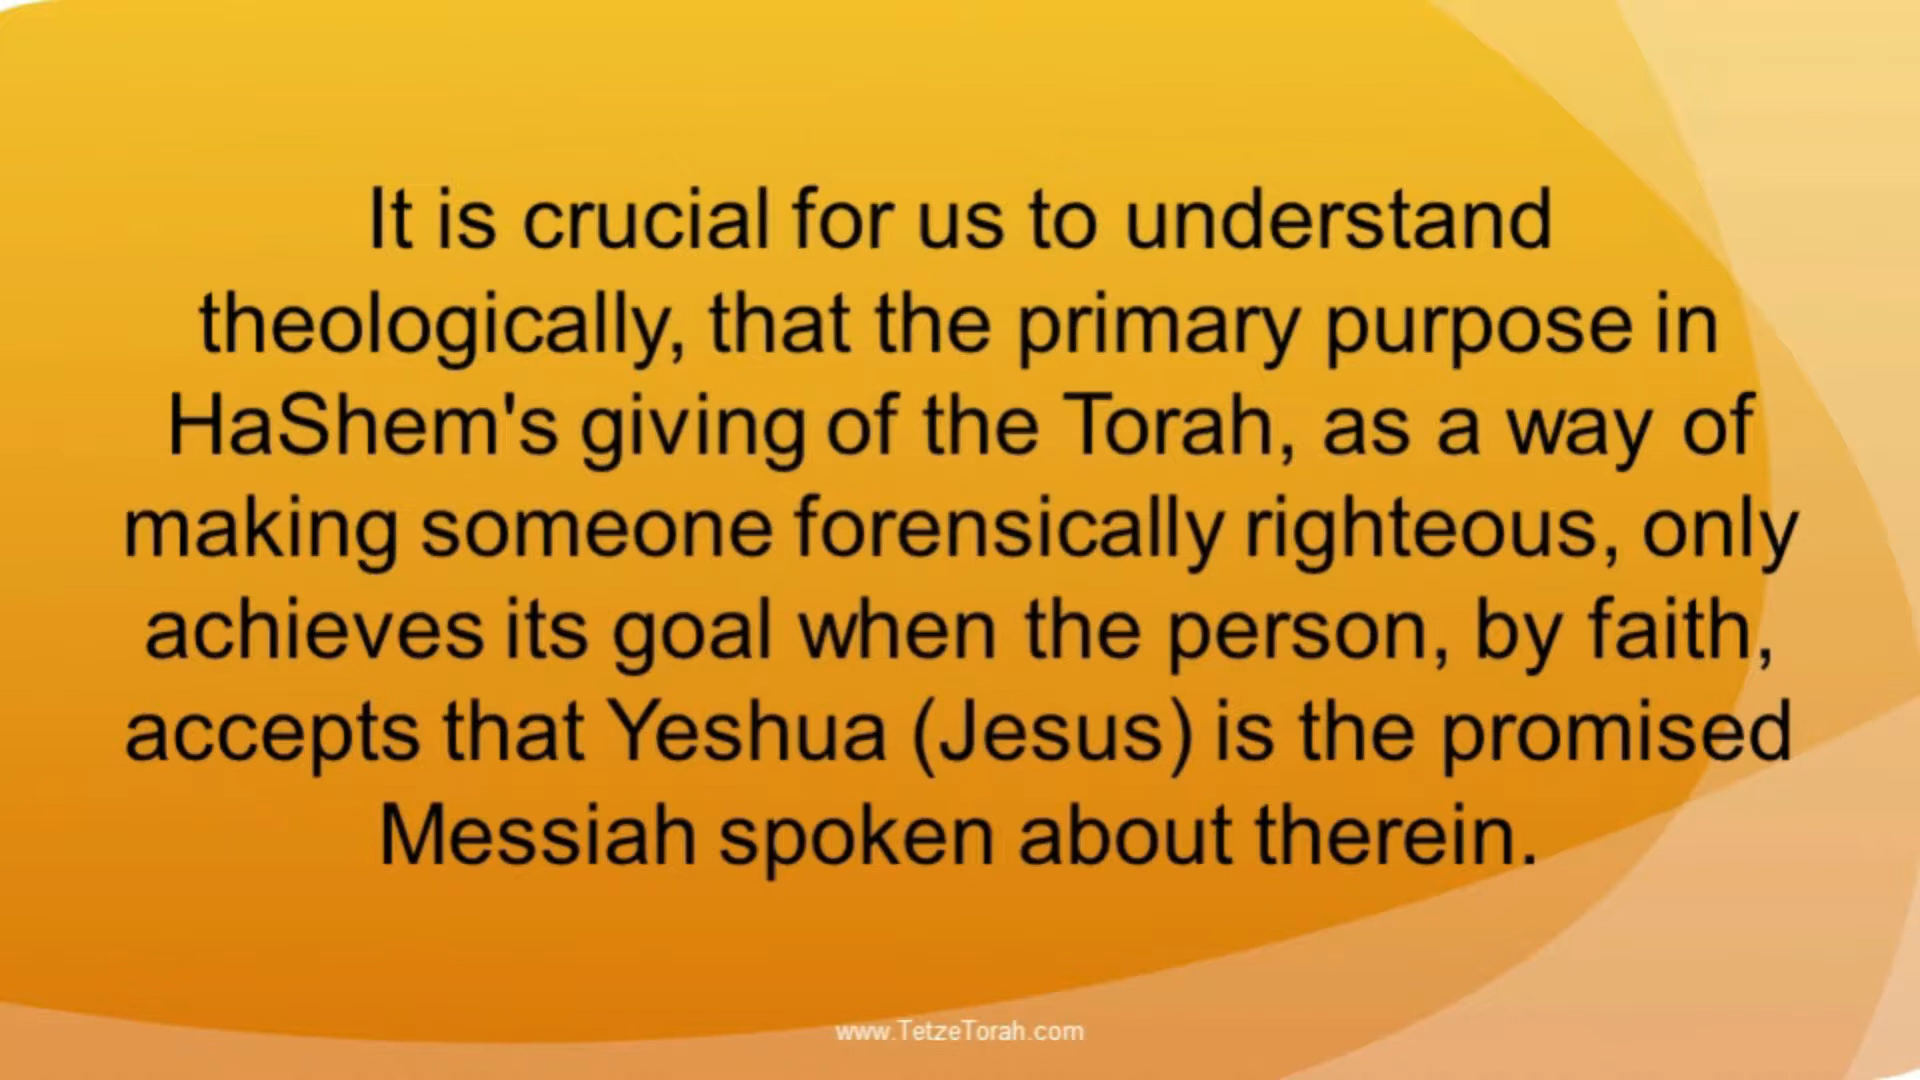 It is crucial for us to understand
theologically, that the primary purpose in
HaShem's giving of the Torah, as a way of
making someone forensically righteous, only
achieves its goal when the person, by faith,
accepts that Yeshua (Jesus) is the promised
Messiah spoken about therein.
www.TetzeTorah.com